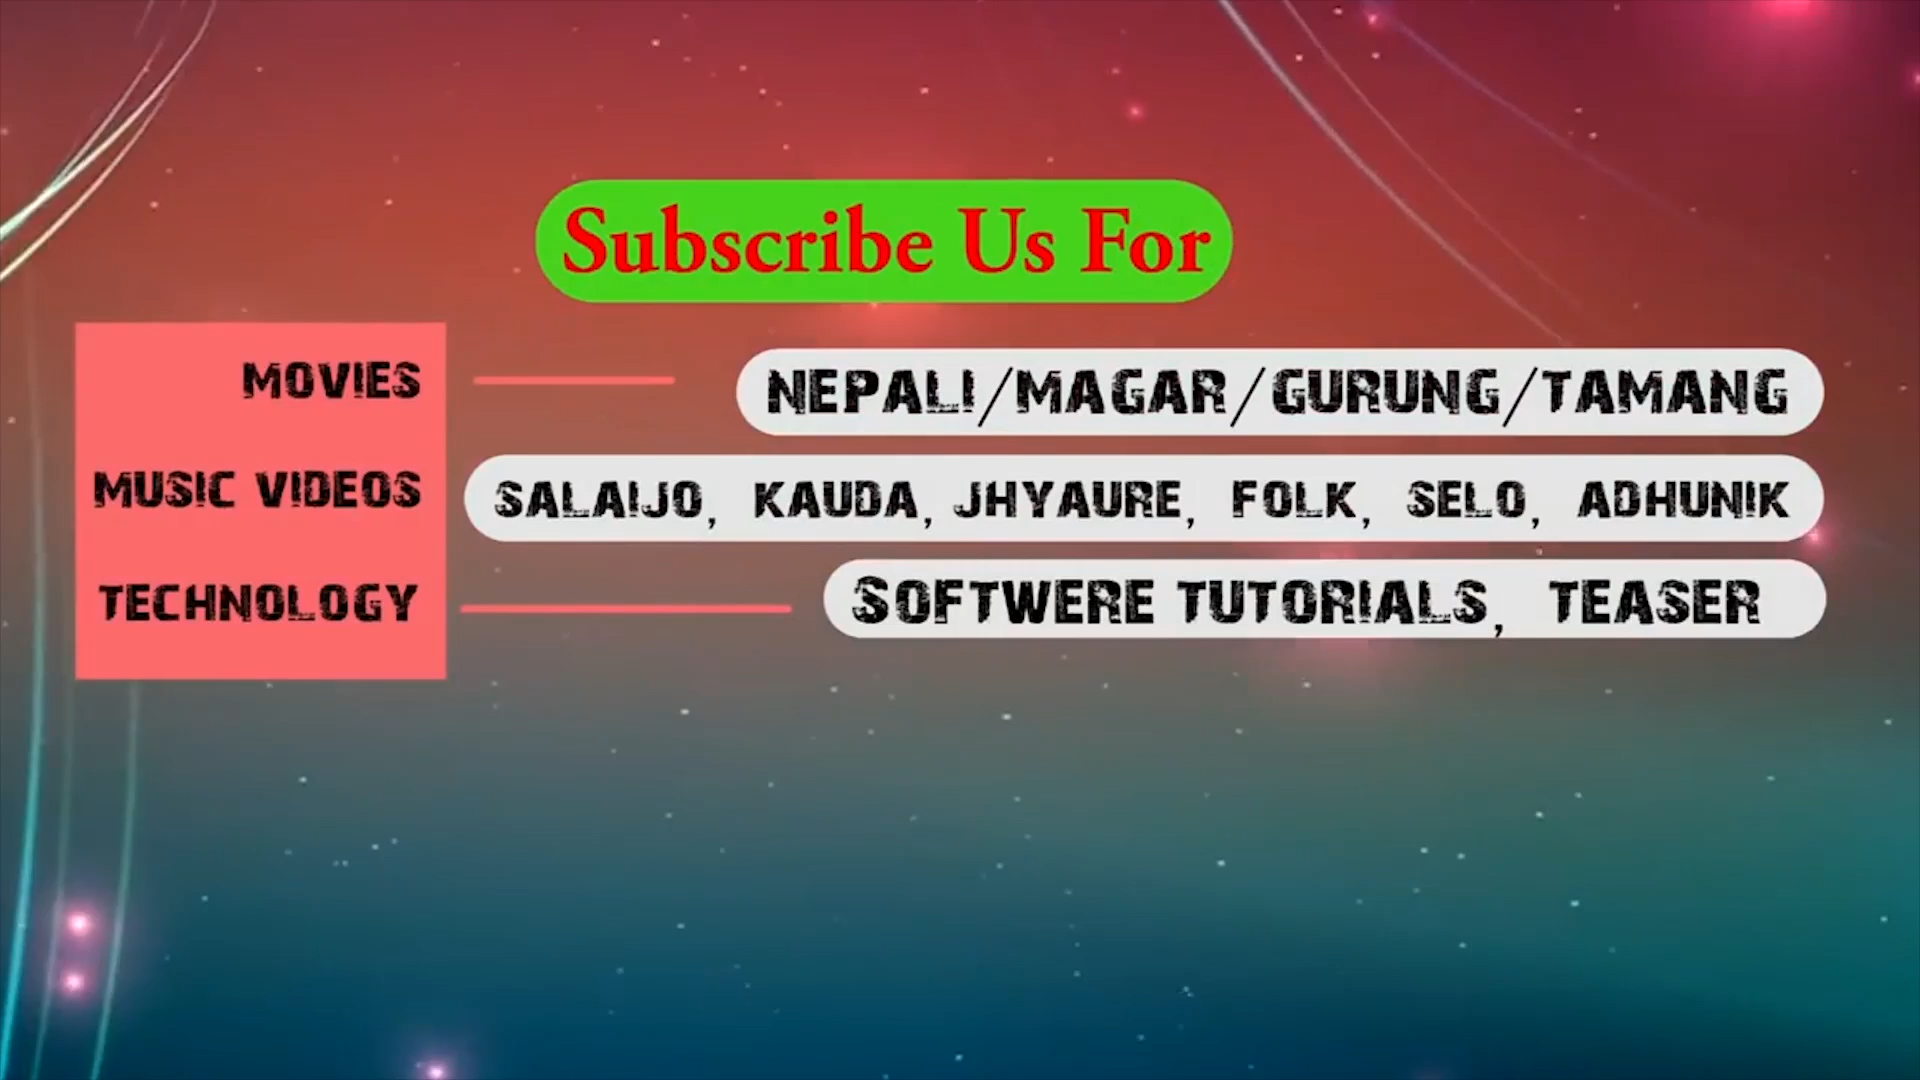 Subscribe Us For
MOVIES NEPALI/MAGAR/GURUNG/TAMANG
MUSIC VIDEOS SALAIJO, KAUDA, JHYAURE, FOLK, SELO, ADHUNIK
TECHNOLOGY SOFTWERE TUTORIALS, TEASER